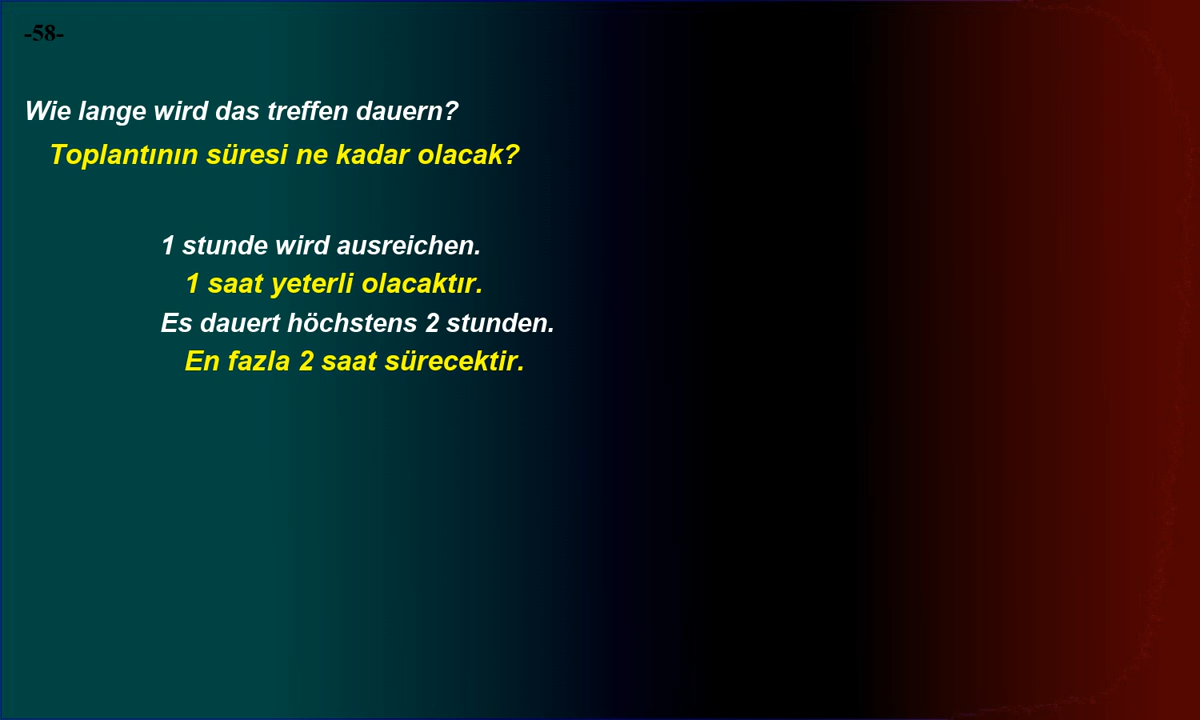 -58-
Wie lange wird das treffen dauern?
Toplantının süresi ne kadar olacak?
1 stunde wird ausreichen.
1 saat yeterli olacaktır.
Es dauert höchstens 2 stunden.
En fazla 2 saat sürecektir.